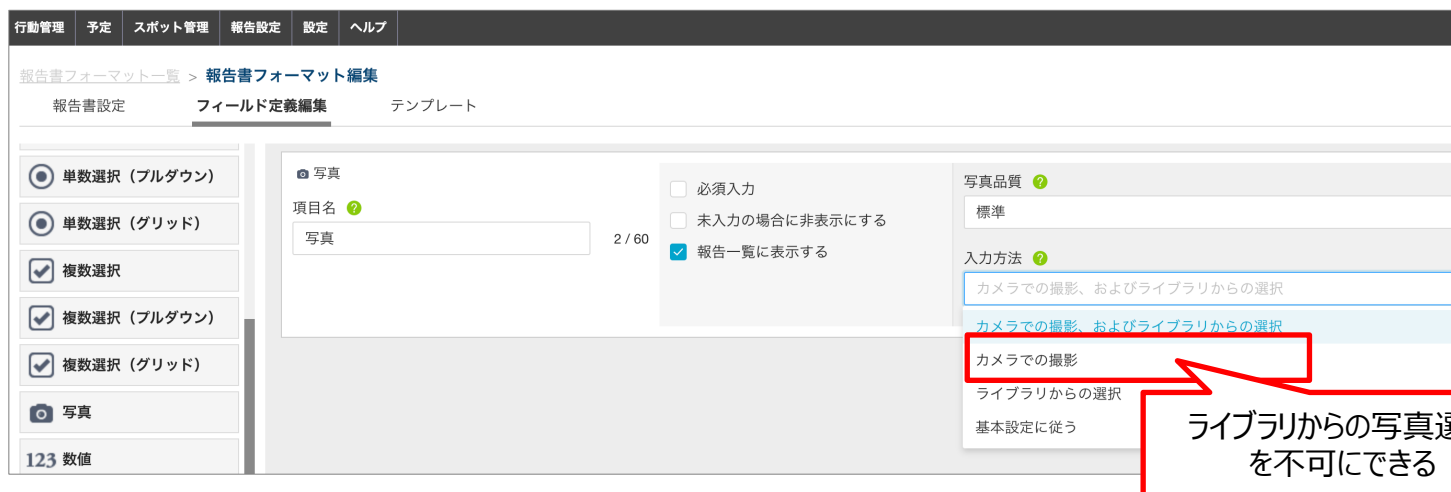 行動管理 予定 スポット管理 報告設定 設定 ヘルプ
報告書フォーマット一覧 > 報告書フォーマット編集
報告書設定 フィールド定義編集 テンプレート
単数選択（プルダウン）
単数選択（グリッド）
複数選択
複数選択（プルダウン）
複数選択（グリッド）
写真
123 数値
写真
項目名 ?
写真
2 / 60
必須入力
未入力の場合に非表示にする
報告一覧に表示する
写真品質 ?
標準
入力方法 ?
カメラでの撮影、およびライブラリからの選択
カメラでの撮影、およびライブラリからの選択
カメラでの撮影
ライブラリからの選択
基本設定に従う
ライブラリからの写真選
を不可にできる